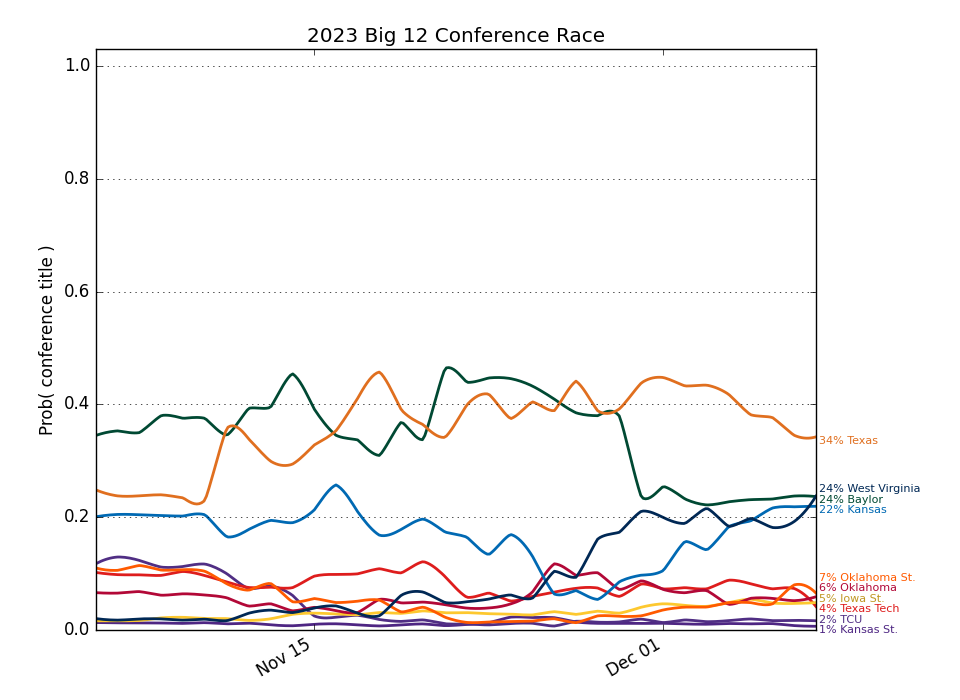 2023 Big 12 Conference Race
Prob( conference title )
1.0
0.8
0.6
0.4
0.2
0.0
Nov 15
Dec 01
34% Texas
24% West Virginia
24% Baylor
22% Kansas
7% Oklahoma St.
6% Oklahoma
5% Iowa St.
4% Texas Tech
2% TCU
1% Kansas St.